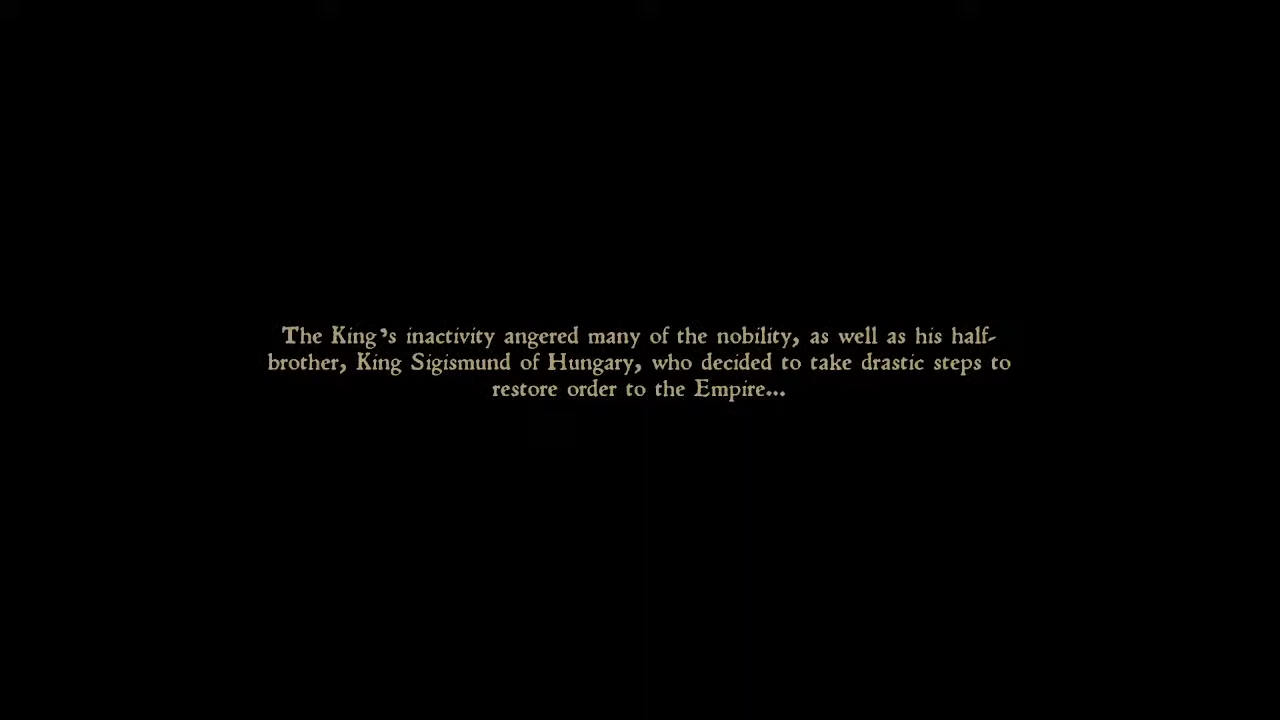 The King's inactivity angered many of the nobility, as well as his half-
brother, King Sigismund of Hungary, who decided to take drastic steps to
restore order to the Empire...